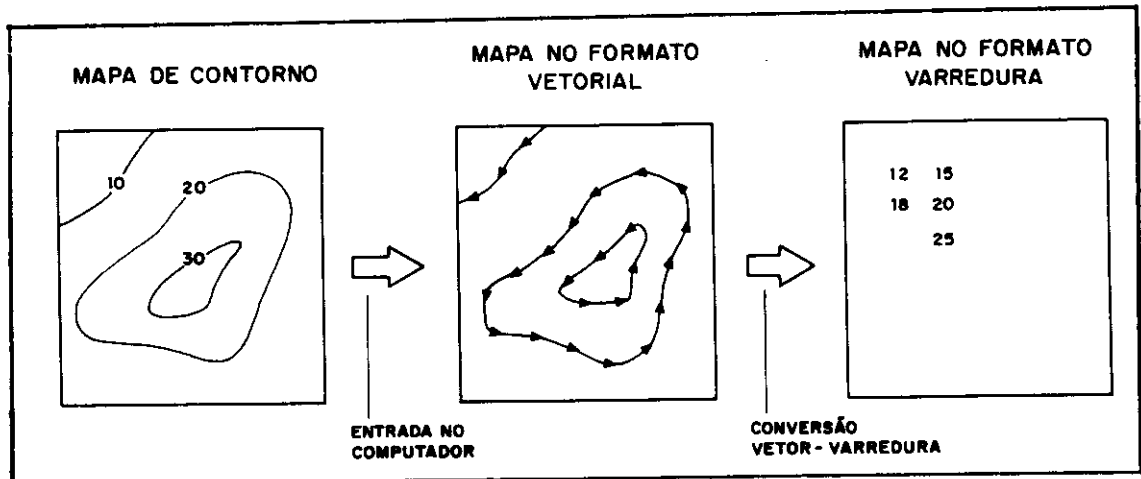 MAPA DE CONTORNO
10
20
30
ENTRADA NO
COMPUTADOR
MAPA NO FORMATO
VETORIAL
CONVERSÃO
VETOR-VARREDURA
MAPA NO FORMATO
VARREDURA
12 15
18 20
25